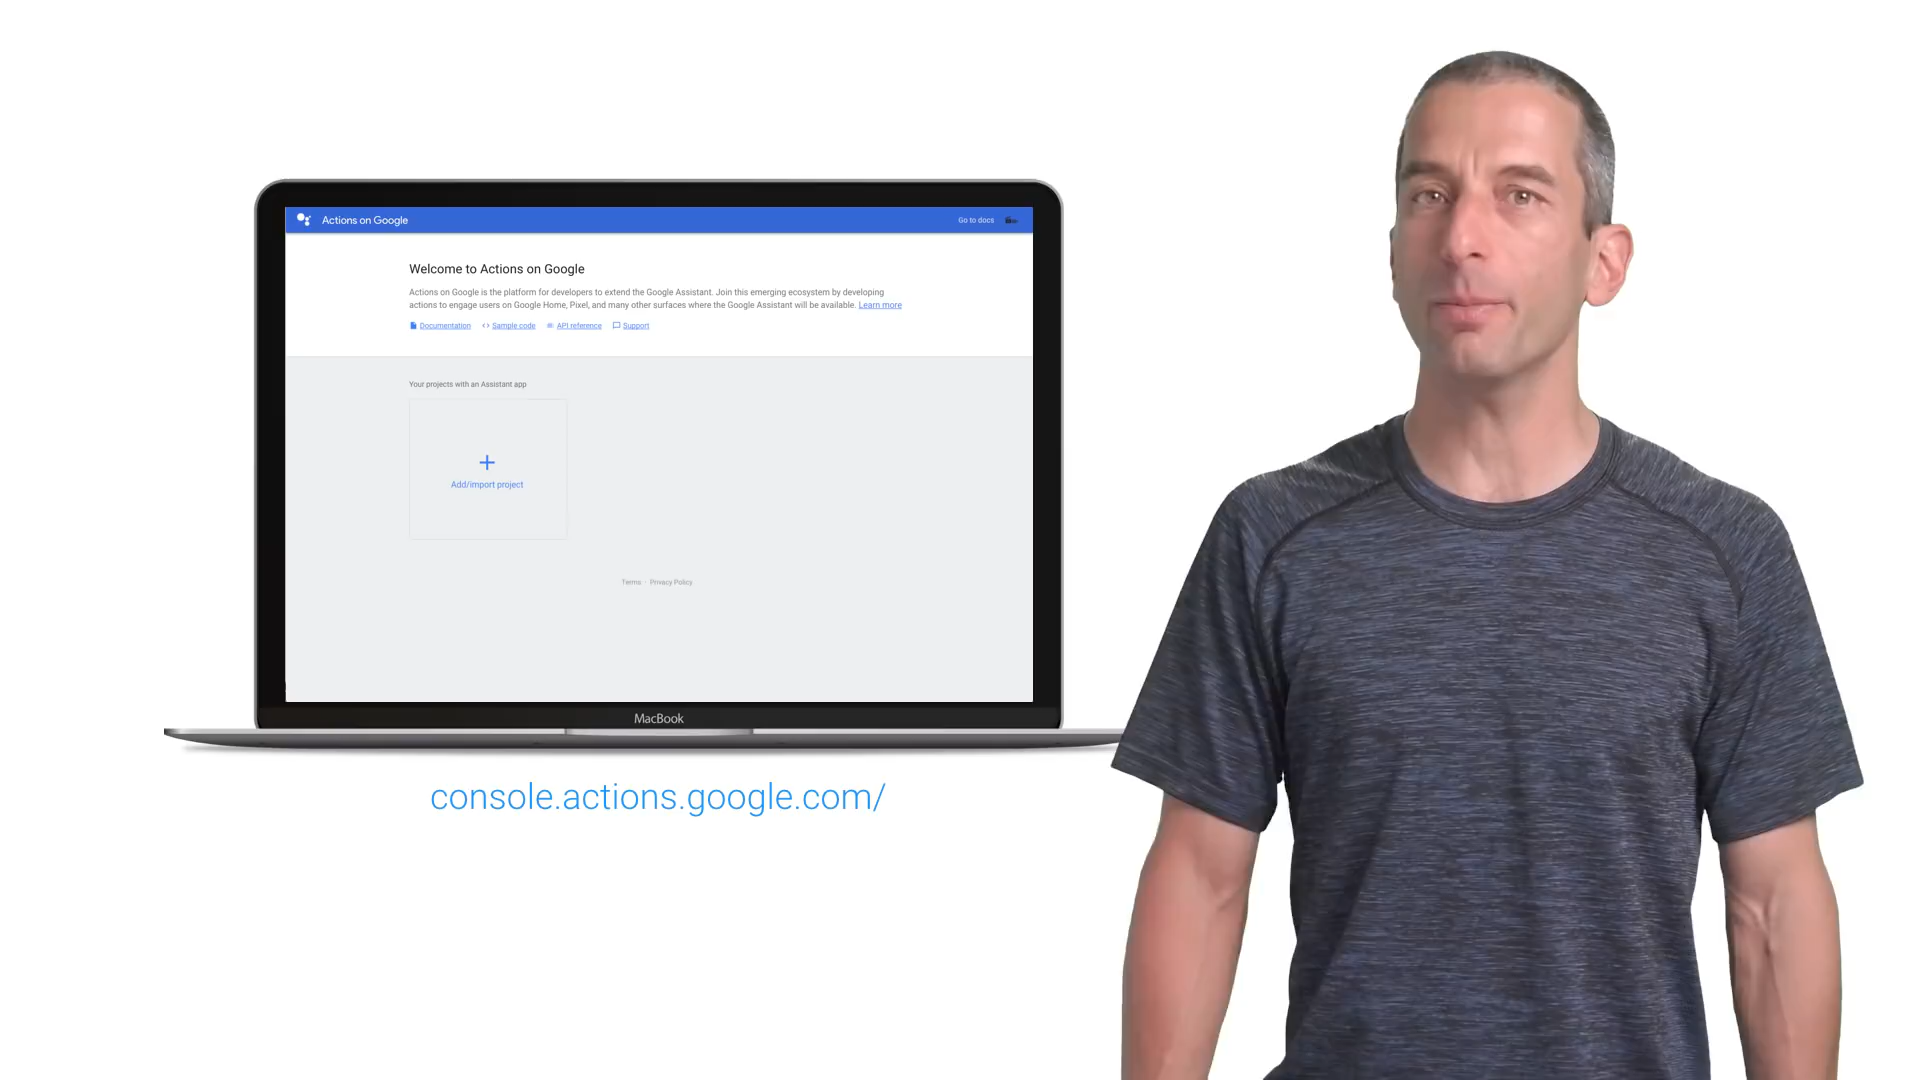 Actions on Google
Go to docs
Welcome to Actions on Google
Actions on Google is the platform for developers to extend the Google Assistant. Join this emerging ecosystem by developing
actions to engage users on Google Home, Pixel, and many other surfaces where the Google Assistant will be available. Learn more
Documentation
Sample code
API reference
Support
Your projects with an Assistant app
Add/import project
Terms · Privacy Policy
MacBook
console.actions.google.com/